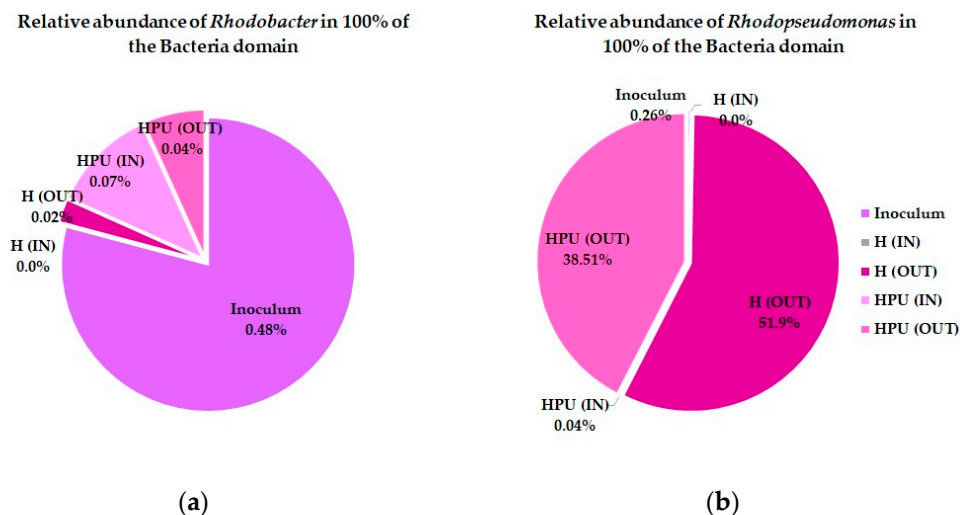 Relative abundance of Rhodobacter in 100% of
the Bacteria domain
HPU (OUT)
0.04%
HPU (IN)
0.07%
H (OUT)
0.02%
H (IN)
0.0%
Inoculum
0.48%
(a)
Relative abundance of Rhodopseudomonas in
100% of the Bacteria domain
Inoculum
0.26%
H (IN)
0.0%
HPU (OUT)
38.51%
H (OUT)
51.9%
HPU (IN)
0.04%
Inoculum
H (IN)
H (OUT)
HPU (IN)
HPU (OUT)
(b)